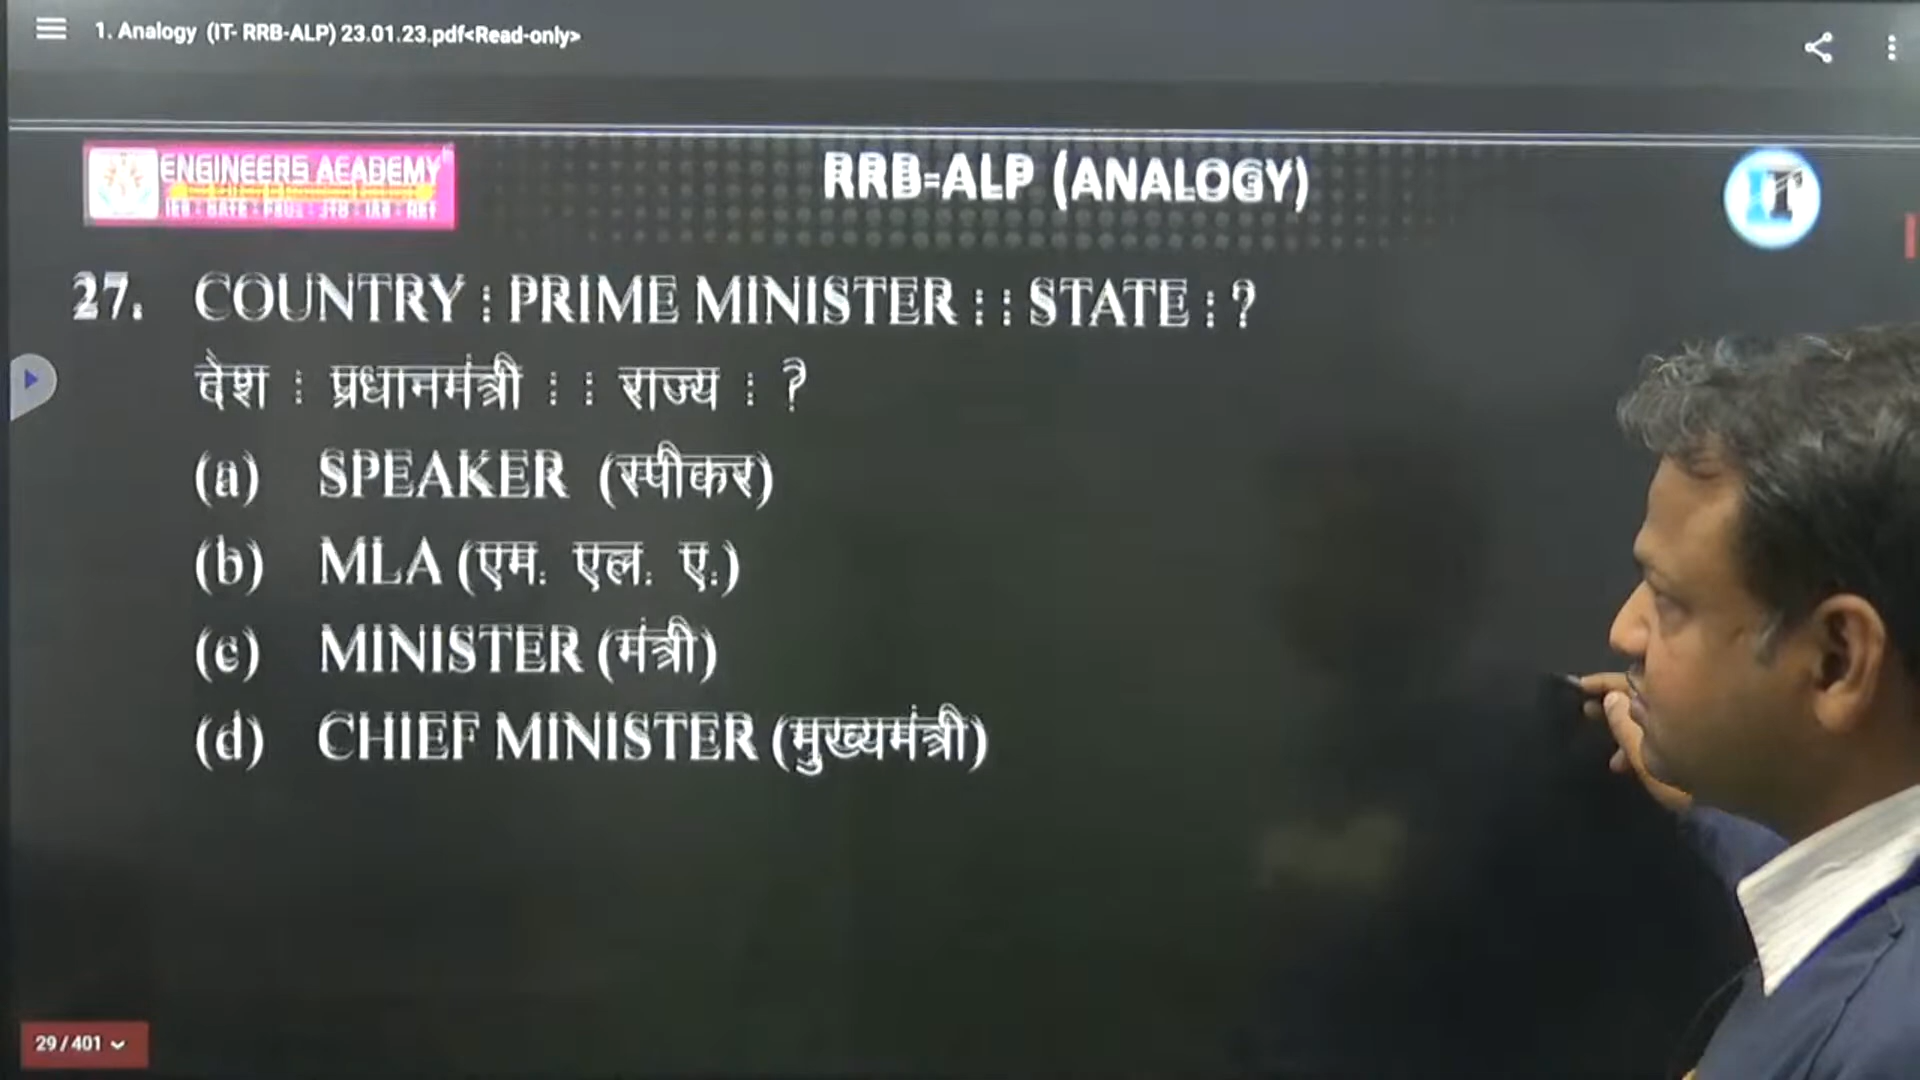 1. Analogy (IT- RRB-ALP) 23.01.23.pdf<Read-only>
ENGINEERS ACADEMY
RRB-ALP (ANALOGY)
IT
27. COUNTRY : PRIME MINISTER : : STATE : ?
देश : प्रधानमंत्री : : राज्य : ?
(a) SPEAKER (स्पीकर)
(b) MLA (एम. एल. ए.)
(c) MINISTER (मंत्री)
(d) CHIEF MINISTER (मुख्यमंत्री)
29 / 401